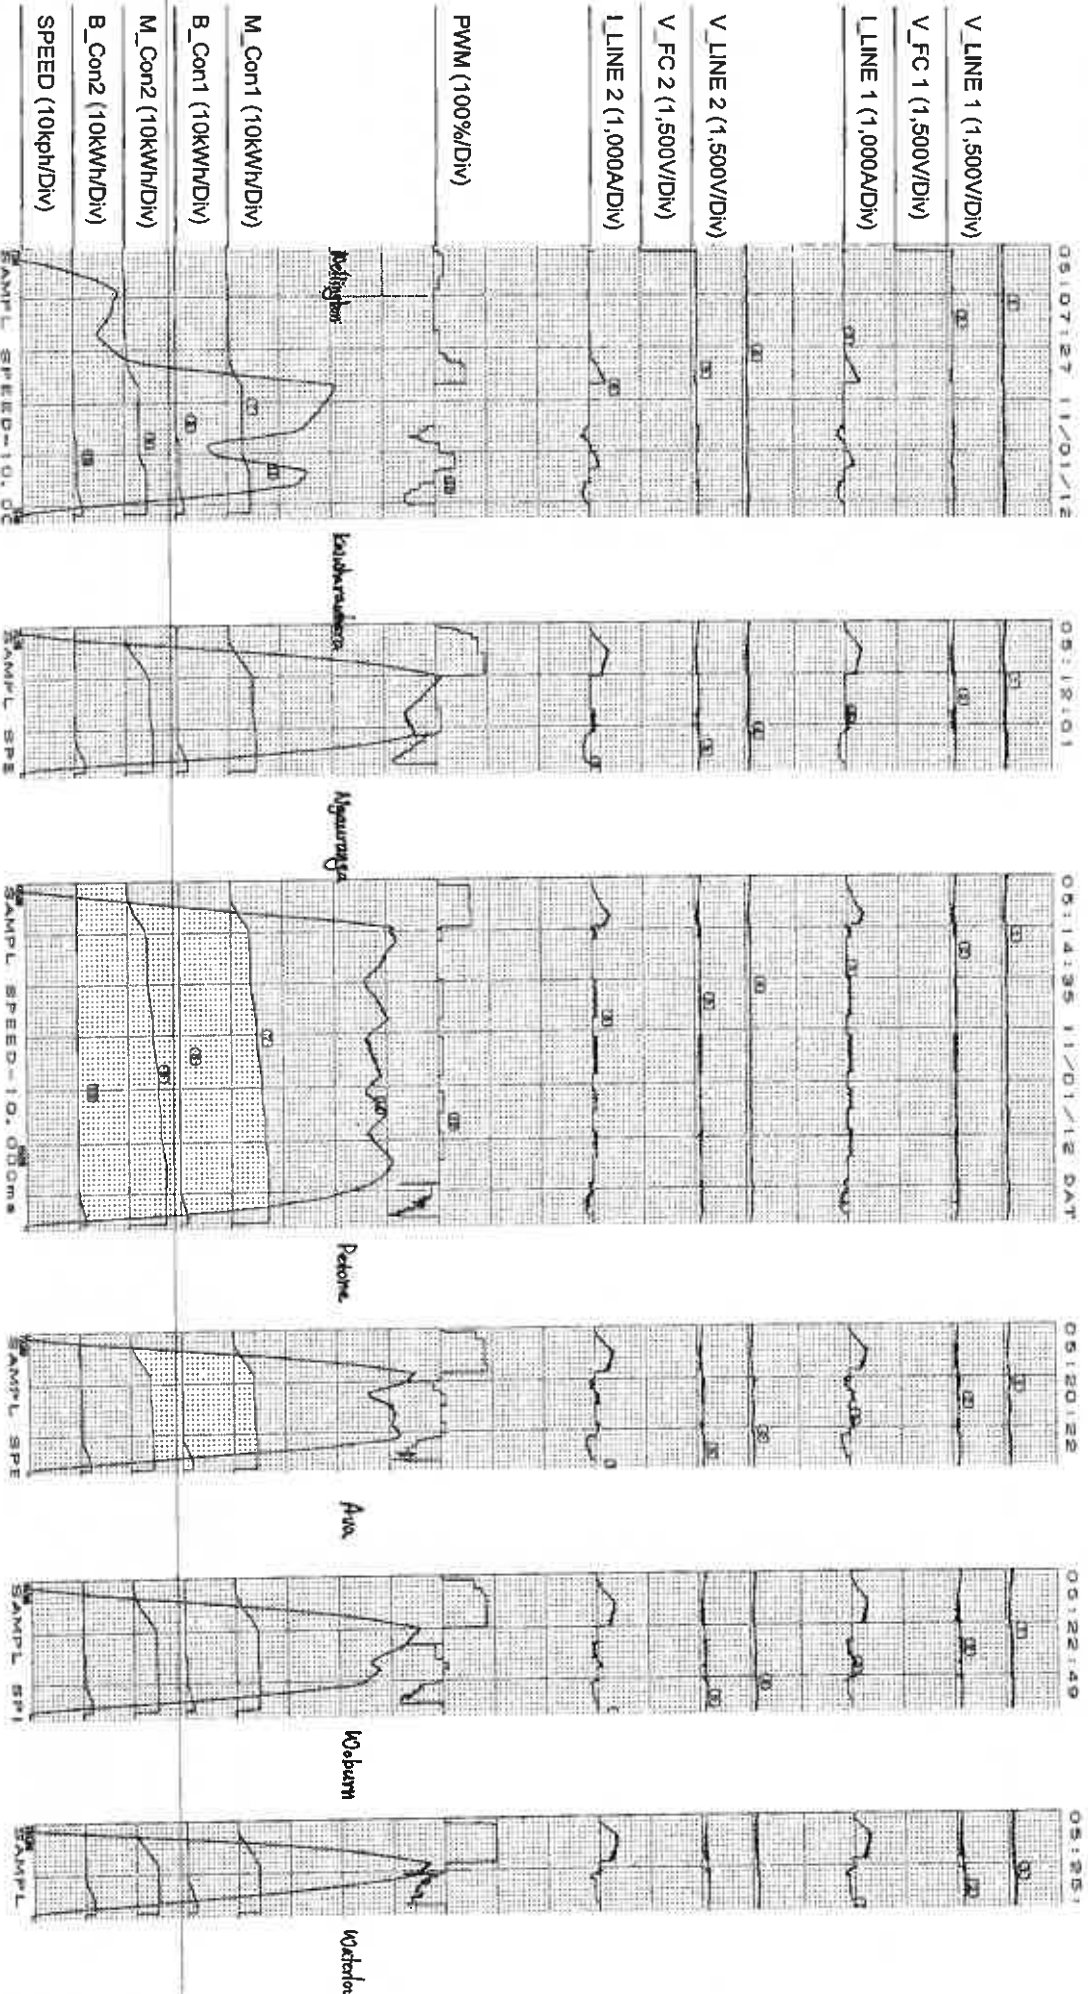 V_LINE 1 (1,500V/Div)
V_FC 1 (1,500V/Div)
I_LINE 1 (1,000A/Div)
V_LINE 2 (1,500V/Div)
V_FC 2 (1,500V/Div)
I_LINE 2 (1,000A/Div)
PWM (100%/Div)
M_Con1 (10kWh/Div)
B_Con1 (10kWh/Div)
M_Con2 (10kWh/Div)
B_Con2 (10kWh/Div)
SPEED (10kph/Div)
05:07:27 11/01/12
05:12:01
05:14:35 11/01/12 DAT
05:20:22
05:22:49
05:25:
Wellington
Kaiwharawhara
Ngauranga
Petone
Ava
Woburn
Waterloo
SAMPL SPEED-10.00
SAMPL SPE
SAMPL SPEED-10.000ms
SAMPL SPE
SAMPL SP
SAMPL